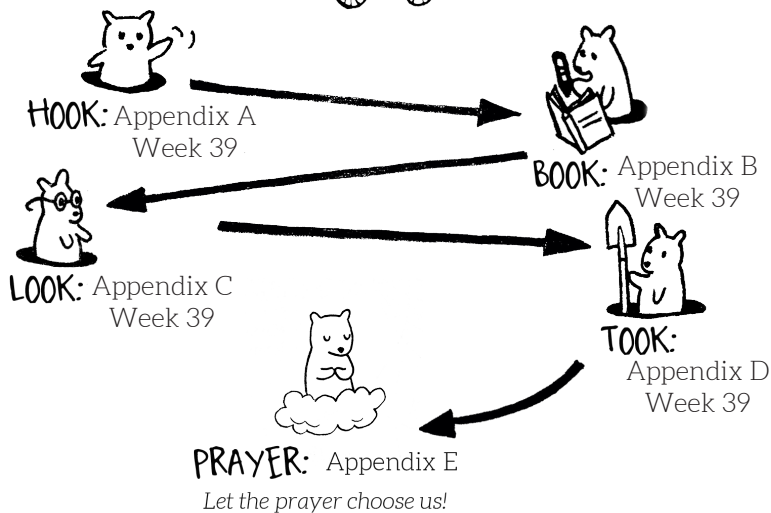 HOOK: Appendix A
Week 39
BOOK: Appendix B
Week 39
LOOK: Appendix C
Week 39
TOOK:
Appendix D
Week 39
PRAYER: Appendix E
Let the prayer choose us!